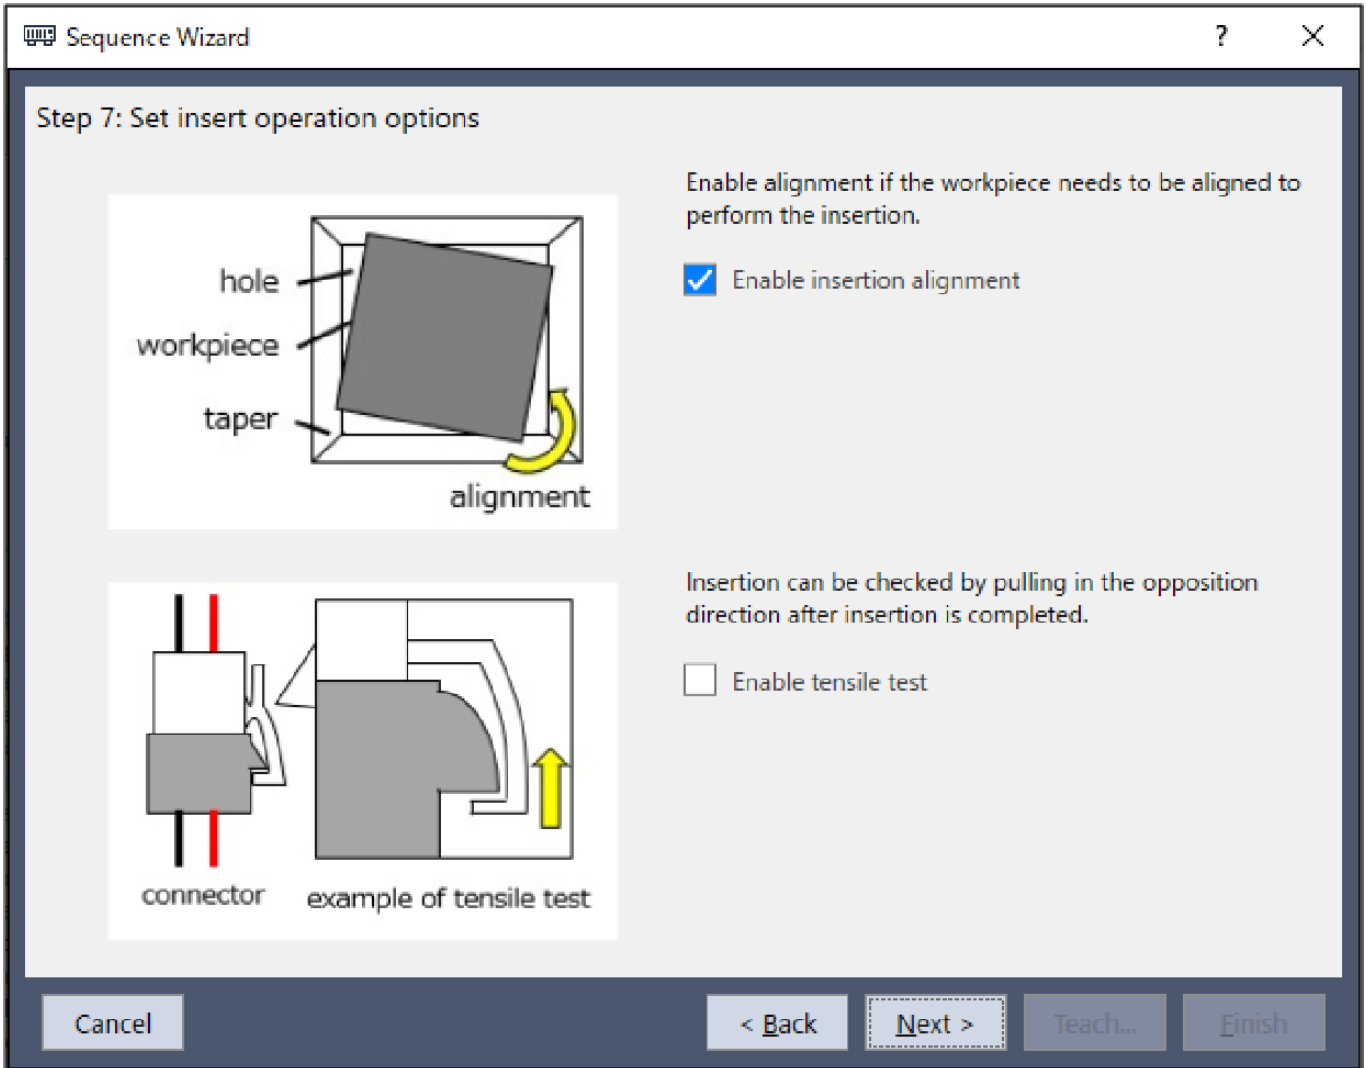 Sequence Wizard
?
Step 7: Set insert operation options
hole
workpiece
taper
alignment
Enable alignment if the workpiece needs to be aligned to
perform the insertion.
Enable insertion alignment
connector
example of tensile test
Insertion can be checked by pulling in the opposition
direction after insertion is completed.
Enable tensile test
Cancel
< Back
Next >
Teach...
Finish